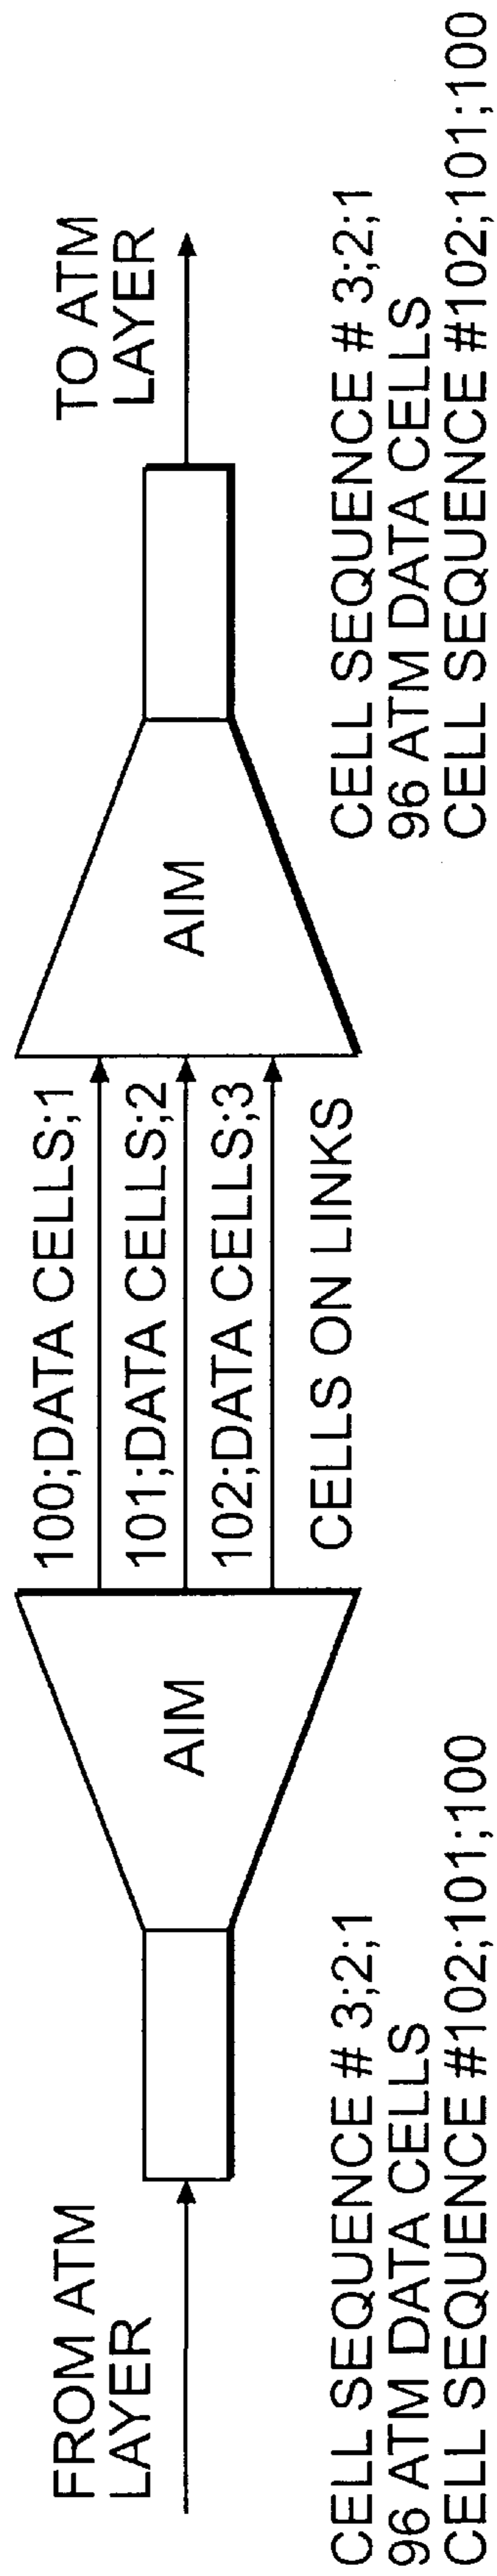 FROM ATM
LAYER
AIM
100;DATA CELLS;1
101;DATA CELLS;2
102;DATA CELLS;3
CELLS ON LINKS
AIM
TO ATM
LAYER
CELL SEQUENCE # 3;2;1
96 ATM DATA CELLS
CELL SEQUENCE #102;101;100
CELL SEQUENCE # 3;2;1
96 ATM DATA CELLS
CELL SEQUENCE #102;101;100